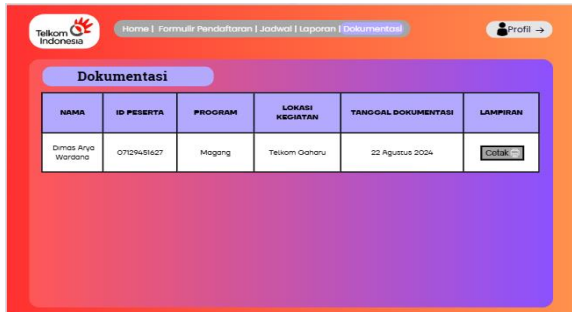 Telkom
Indonesia
Home | Formulir Pendaftaran | Jadwal | Laporan | Dokumentasi
Profil →
Dokumentasi
NAMA ID PESERTA PROGRAM LOKASI KEGIATAN TANGGAL DOKUMENTASI LAMPIRAN
Dimas Arya Wardana 07129451627 Magang Telkom Gaharu 22 Agustus 2024 Cetak